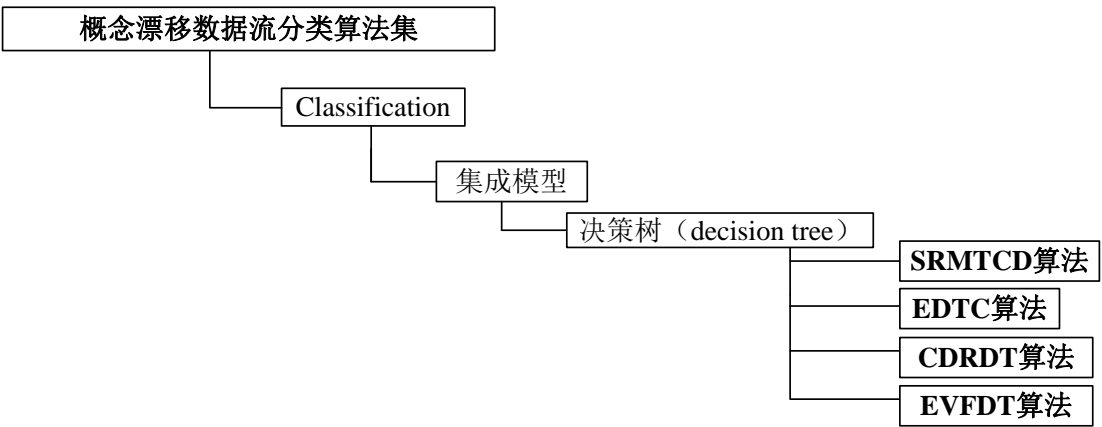 概念漂移数据流分类算法集
Classification
集成模型
决策树（decision tree）
SRMTCD算法
EDTC算法
CDRDT算法
EVFDT算法